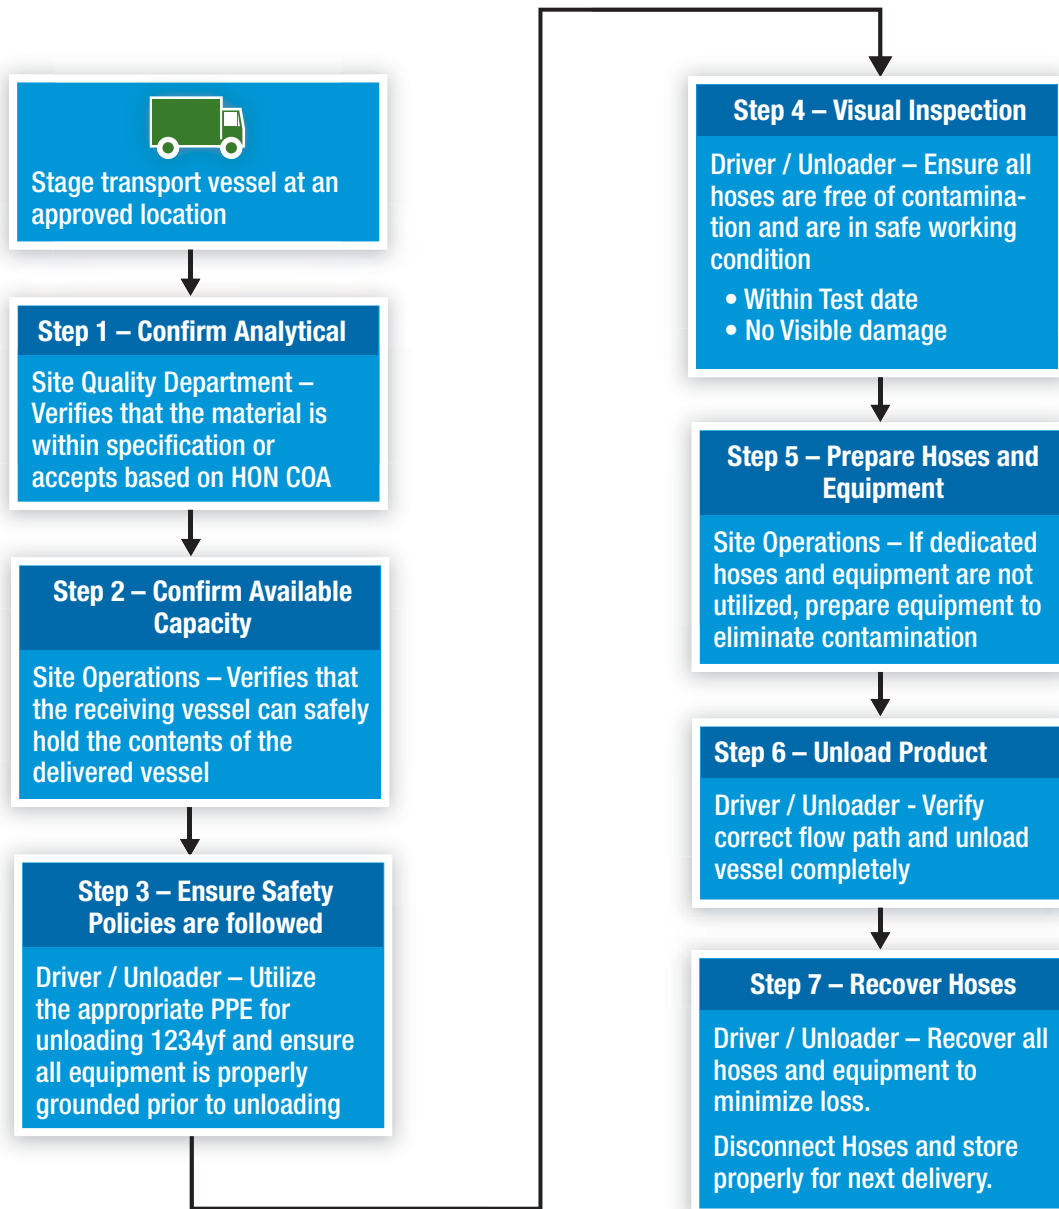 Stage transport vessel at an
approved location
Step 1 – Confirm Analytical
Site Quality Department –
Verifies that the material is
within specification or
accepts based on HON COA
Step 2 – Confirm Available
Capacity
Site Operations – Verifies that
the receiving vessel can safely
hold the contents of the
delivered vessel
Step 3 – Ensure Safety
Policies are followed
Driver / Unloader – Utilize
the appropriate PPE for
unloading 1234yf and ensure
all equipment is properly
grounded prior to unloading
Step 4 – Visual Inspection
Driver / Unloader – Ensure all
hoses are free of contamina-
tion and are in safe working
condition
• Within Test date
• No Visible damage
Step 5 – Prepare Hoses and
Equipment
Site Operations – If dedicated
hoses and equipment are not
utilized, prepare equipment to
eliminate contamination
Step 6 – Unload Product
Driver / Unloader - Verify
correct flow path and unload
vessel completely
Step 7 – Recover Hoses
Driver / Unloader – Recover all
hoses and equipment to
minimize loss.
Disconnect Hoses and store
properly for next delivery.